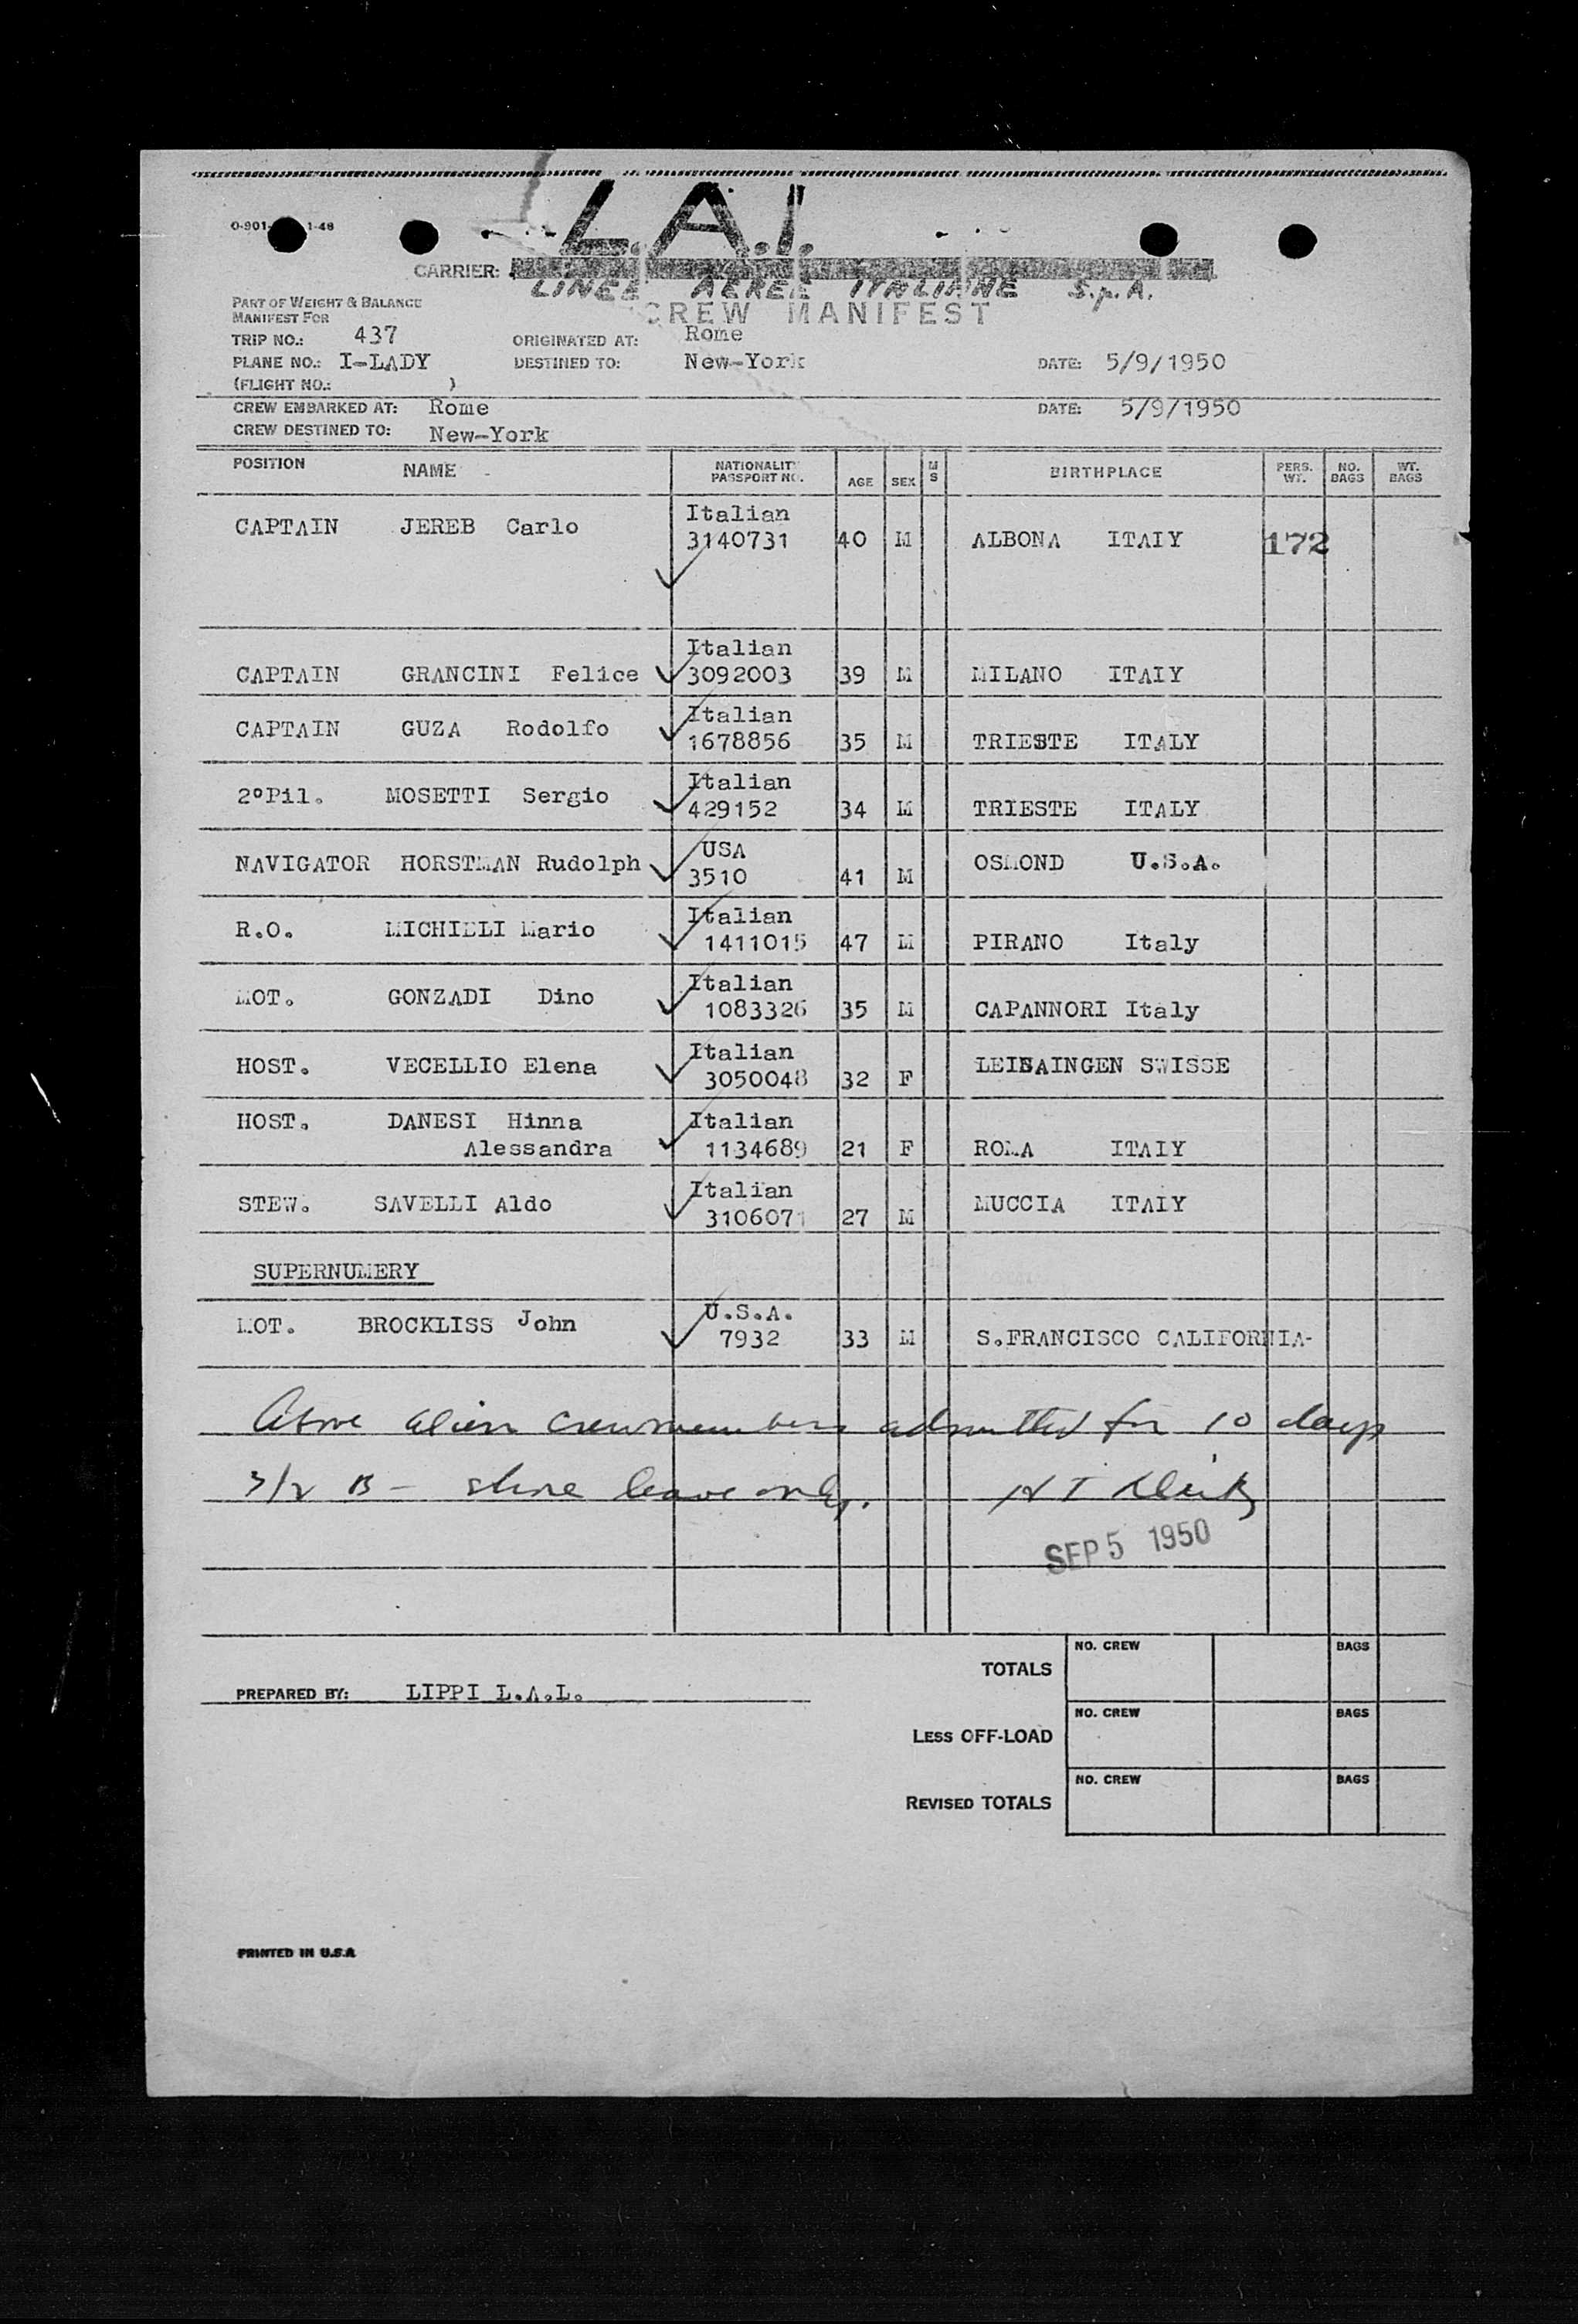 L.A.I.
CARRIER:
LINEE AEREE ITALIANE S.p.A.
CREW MANIFEST
PART OF WEIGHT & BALANCE
MANIFEST FOR
TRIP NO.: 437 ORIGINATED AT: Rome
PLANE NO.: I-LADY DESTINED TO: New-York DATE: 5/9/1950
(FLIGHT NO.: )
CREW EMBARKED AT: Rome DATE: 5/9/1950
CREW DESTINED TO: New-York
POSITION NAME NATIONALITY PASSPORT NO. AGE SEX M S BIRTHPLACE PERS. WT. NO. BAGS WT. BAGS
Italian
CAPTAIN JEREB Carlo 3140731 40 M ALBONA ITAlY 172
Italian
CAPTAIN GRANCINI Felice 3092003 39 M MILANO ITAlY
Italian
CAPTAIN GUZA Rodolfo 1678856 35 M TRIESTE ITALY
Italian
2°Pil. MOSETTI Sergio 429152 34 M TRIESTE ITALY
USA
NAVIGATOR HORSTMAN Rudolph 3510 41 M OSMOND U.S.A.
Italian
R.O. MICHIELI Mario 1411015 47 M PIRANO Italy
Italian
MOT. GONZADI Dino 1083326 35 M CAPANNORI Italy
Italian
HOST. VECELLIO Elena 3050048 32 F SWISSE
HOST. DANESI Hinna Italian
Alessandra 1134689 21 F ROMA ITAlY
Italian
STEW. SAVELLI Aldo 3106071 27 M MUCCIA ITAlY
SUPERNUMERY
U.S.A.
MOT. BROCKLISS John 7932 33 M S.FRANCISCO CALIFORNIA-
Above alien crewmembers admitted for 10 days
3/2 B - shore leave only.
SEP 5 1950
TOTALS NO. CREW BAGS
PREPARED BY: LIPPI L.A.I.
LESS OFF-LOAD NO. CREW BAGS
REVISED TOTALS NO. CREW BAGS
PRINTED IN U.S.A